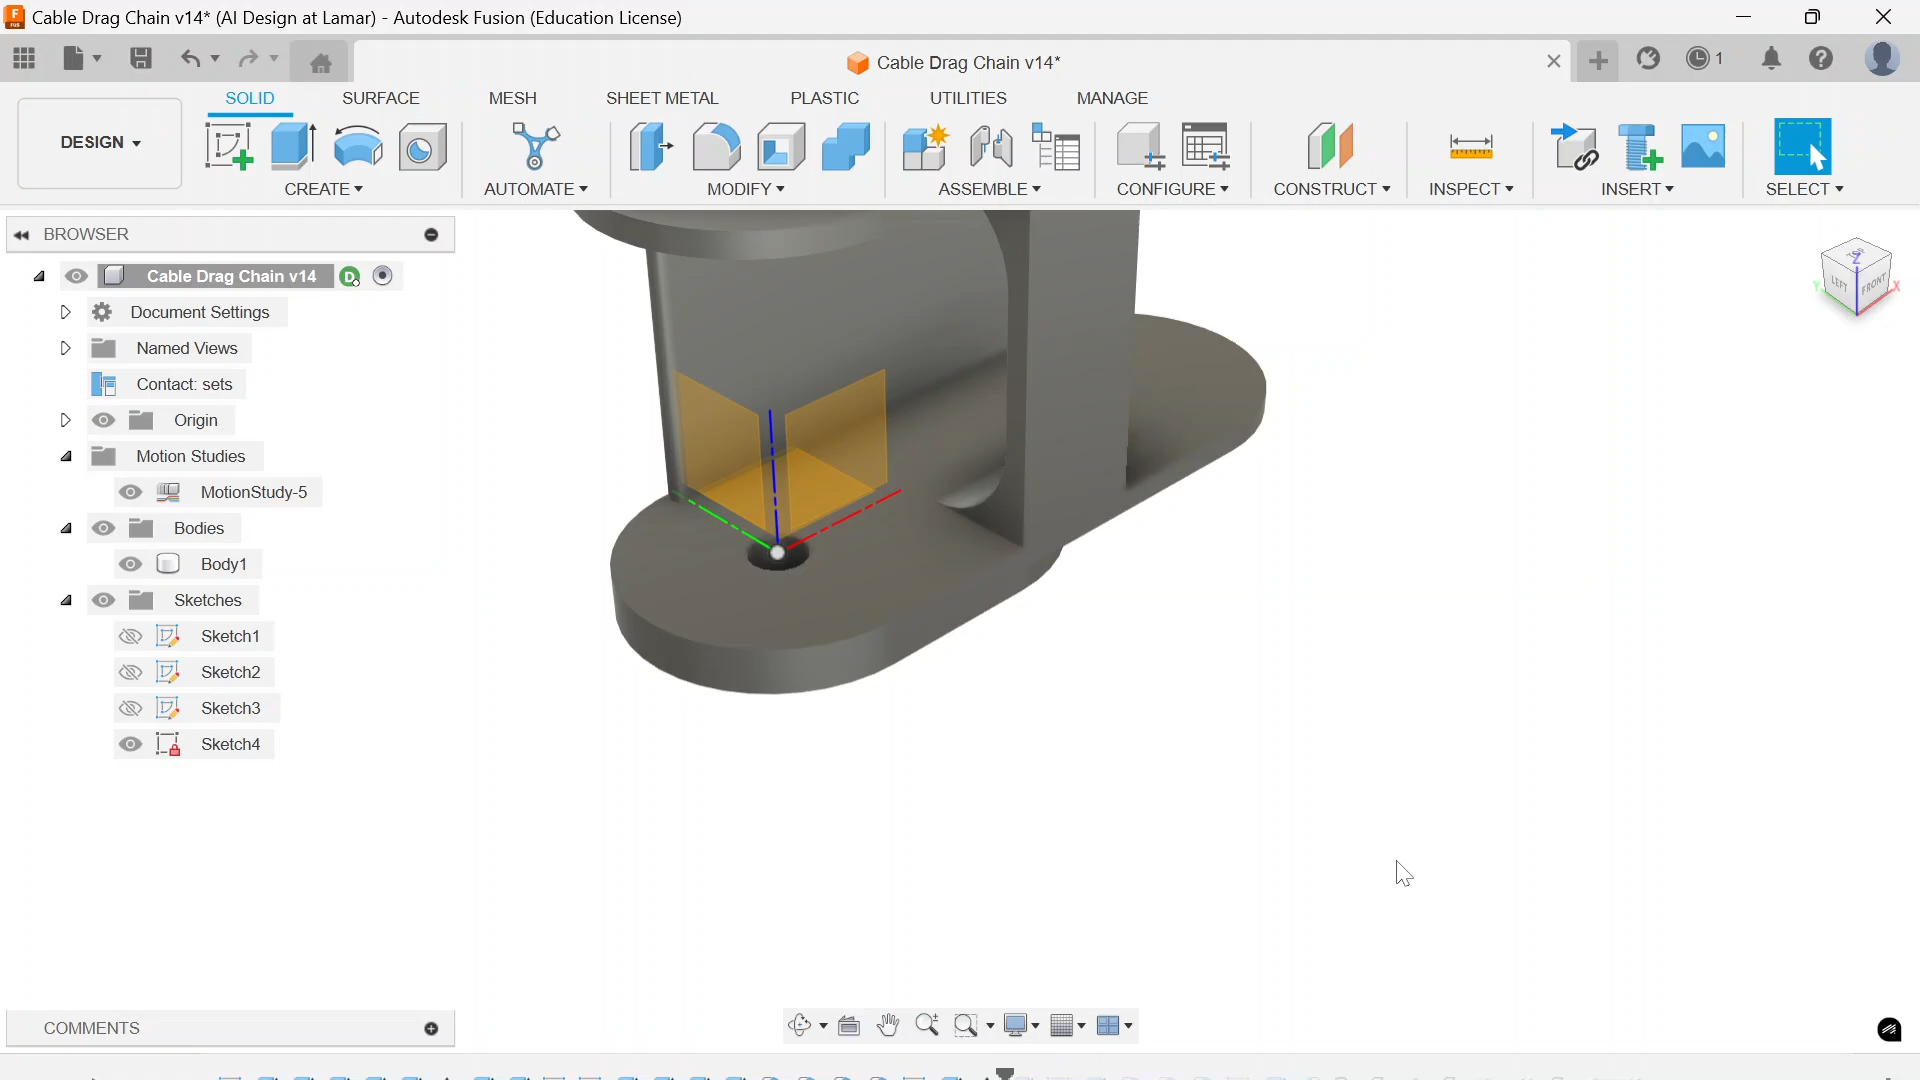 Cable Drag Chain v14* (AI Design at Lamar) - Autodesk Fusion (Education License)
Cable Drag Chain v14*
1
DESIGN
SOLID SURFACE MESH SHEET METAL PLASTIC UTILITIES MANAGE
CREATE AUTOMATE MODIFY ASSEMBLE CONFIGURE CONSTRUCT INSPECT INSERT SELECT
BROWSER
Cable Drag Chain v14 D
Document Settings
Named Views
Contact: sets
Origin
Motion Studies
MotionStudy-5
Bodies
Body1
Sketches
Sketch1
Sketch2
Sketch3
Sketch4
Z
LEFT FRONT
Y X
COMMENTS